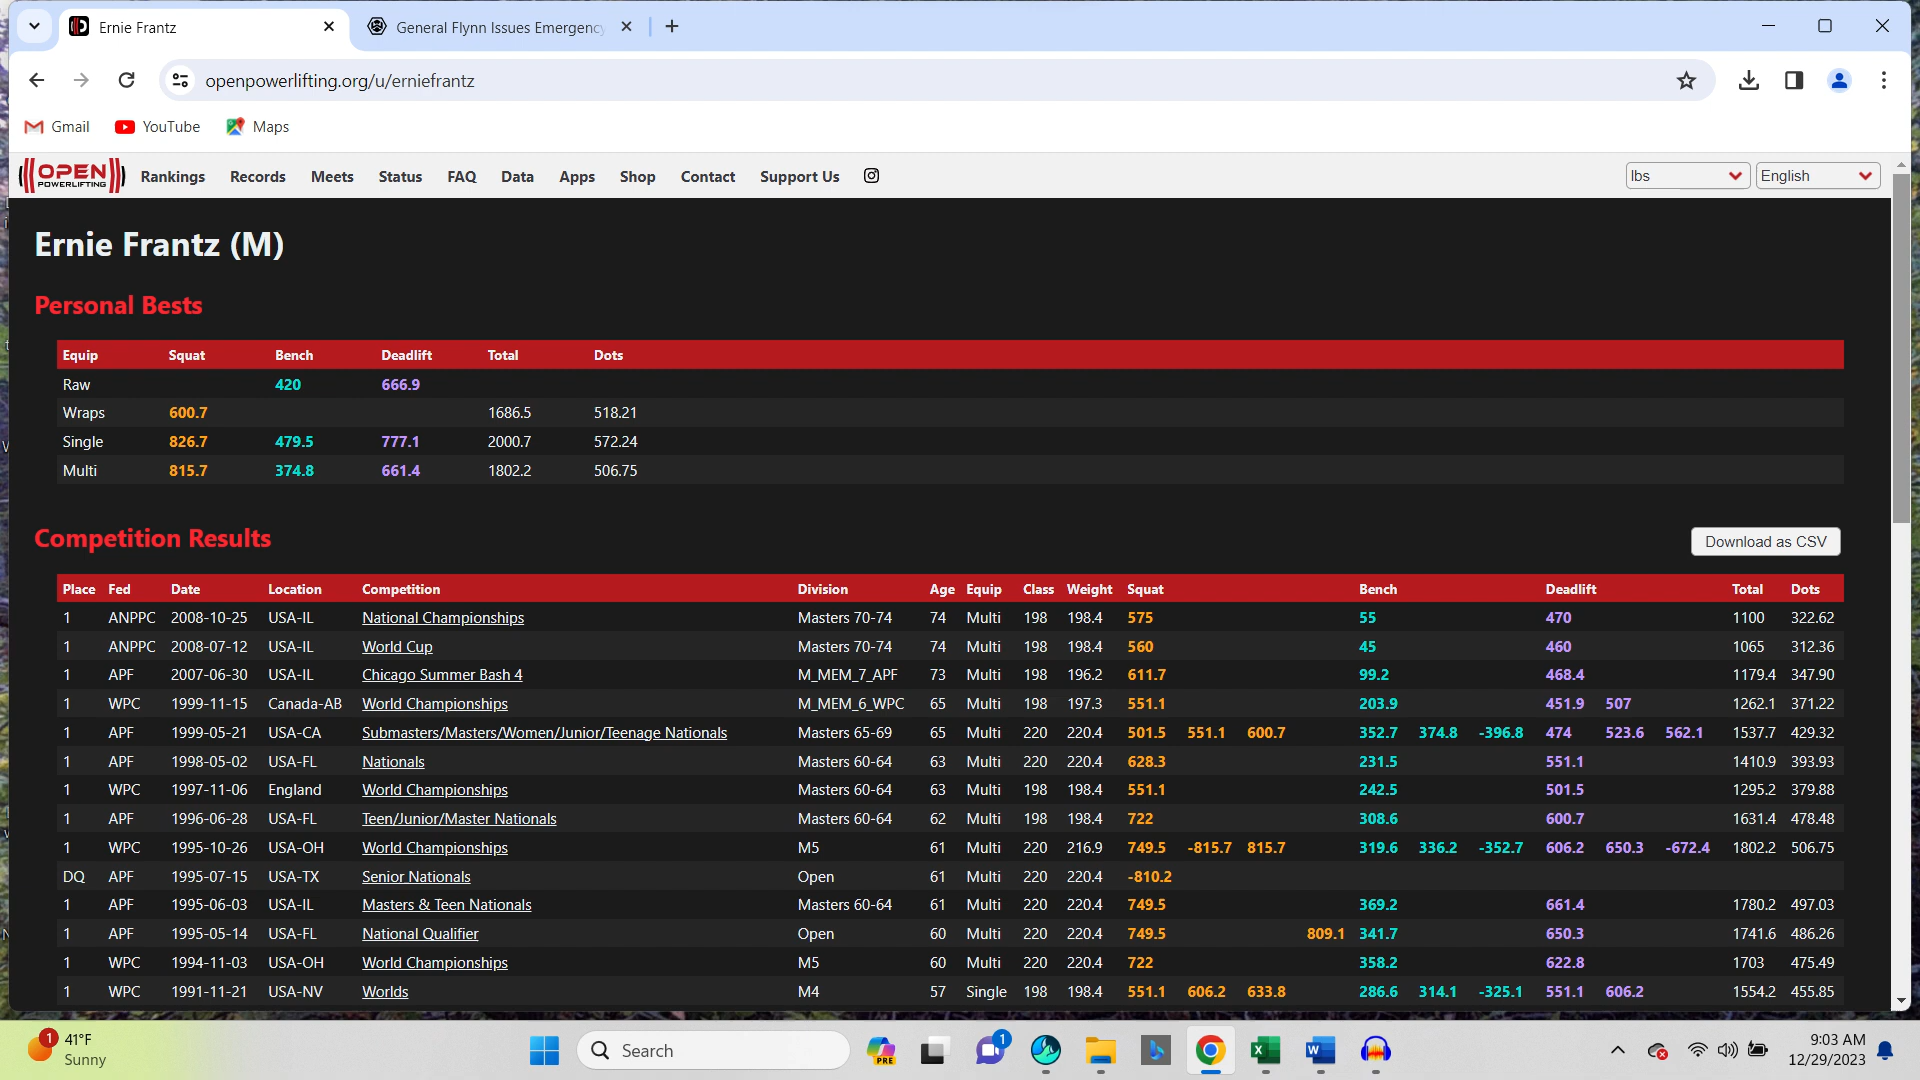 Ernie Frantz
General Flynn Issues Emergency
openpowerlifting.org/u/erniefrantz
Gmail YouTube Maps
OPEN POWERLIFTING Rankings Records Meets Status FAQ Data Apps Shop Contact Support Us lbs English
Ernie Frantz (M)
Personal Bests
Equip Squat Bench Deadlift Total Dots
Raw 420 666.9
Wraps 600.7 1686.5 518.21
Single 826.7 479.5 777.1 2000.7 572.24
Multi 815.7 374.8 661.4 1802.2 506.75
Competition Results
Download as CSV
Place Fed Date Location Competition Division Age Equip Class Weight Squat Bench Deadlift Total Dots
1 ANPPC 2008-10-25 USA-IL National Championships Masters 70-74 74 Multi 198 198.4 575 55 470 1100 322.62
1 ANPPC 2008-07-12 USA-IL World Cup Masters 70-74 74 Multi 198 198.4 560 45 460 1065 312.36
1 APF 2007-06-30 USA-IL Chicago Summer Bash 4 M_MEM_7_APF 73 Multi 198 196.2 611.7 99.2 468.4 1179.4 347.90
1 WPC 1999-11-15 Canada-AB World Championships M_MEM_6_WPC 65 Multi 198 197.3 551.1 203.9 451.9 507 1262.1 371.22
1 APF 1999-05-21 USA-CA Submasters/Masters/Women/Junior/Teenage Nationals Masters 65-69 65 Multi 220 220.4 501.5 551.1 600.7 352.7 374.8 -396.8 474 523.6 562.1 1537.7 429.32
1 APF 1998-05-02 USA-FL Nationals Masters 60-64 63 Multi 220 220.4 628.3 231.5 551.1 1410.9 393.93
1 WPC 1997-11-06 England World Championships Masters 60-64 63 Multi 198 198.4 551.1 242.5 501.5 1295.2 379.88
1 APF 1996-06-28 USA-FL Teen/Junior/Master Nationals Masters 60-64 62 Multi 198 198.4 722 308.6 600.7 1631.4 478.48
1 WPC 1995-10-26 USA-OH World Championships M5 61 Multi 220 216.9 749.5 -815.7 815.7 319.6 336.2 -352.7 606.2 650.3 -672.4 1802.2 506.75
DQ APF 1995-07-15 USA-TX Senior Nationals Open 61 Multi 220 220.4 -810.2
1 APF 1995-06-03 USA-IL Masters & Teen Nationals Masters 60-64 61 Multi 220 220.4 749.5 369.2 661.4 1780.2 497.03
1 APF 1995-05-14 USA-FL National Qualifier Open 60 Multi 220 220.4 749.5 809.1 341.7 650.3 1741.6 486.26
1 WPC 1994-11-03 USA-OH World Championships M5 60 Multi 220 220.4 722 358.2 622.8 1703 475.49
1 WPC 1991-11-21 USA-NV Worlds M4 57 Single 198 198.4 551.1 606.2 633.8 286.6 314.1 -325.1 551.1 606.2 1554.2 455.85
1 41°F
Sunny
Search
PRE
1
9:03 AM
12/29/2023